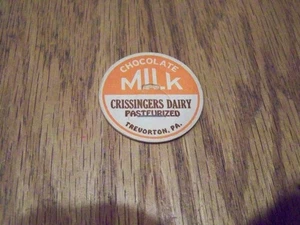 CHOCOLATE
MILK
CRISSINGERS DAIRY
PASTEURIZED
TREVORTON, PA.